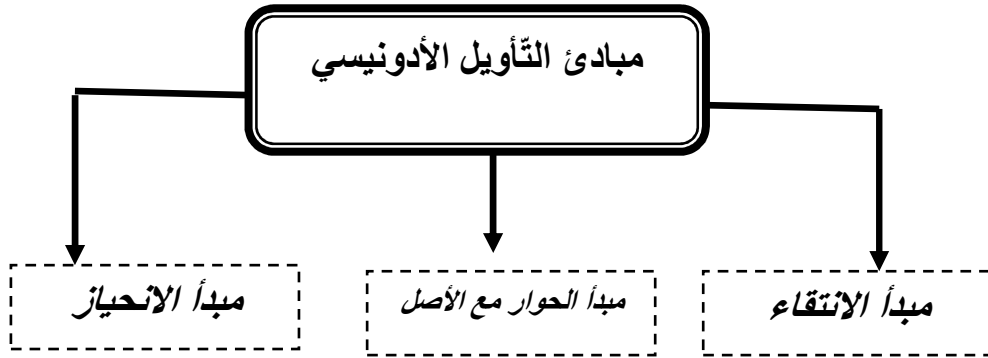 مبادئ التّأويل الأدونيسي
مبدأ الانتقاء
مبدأ الحوار مع الأصل
مبدأ الانحياز